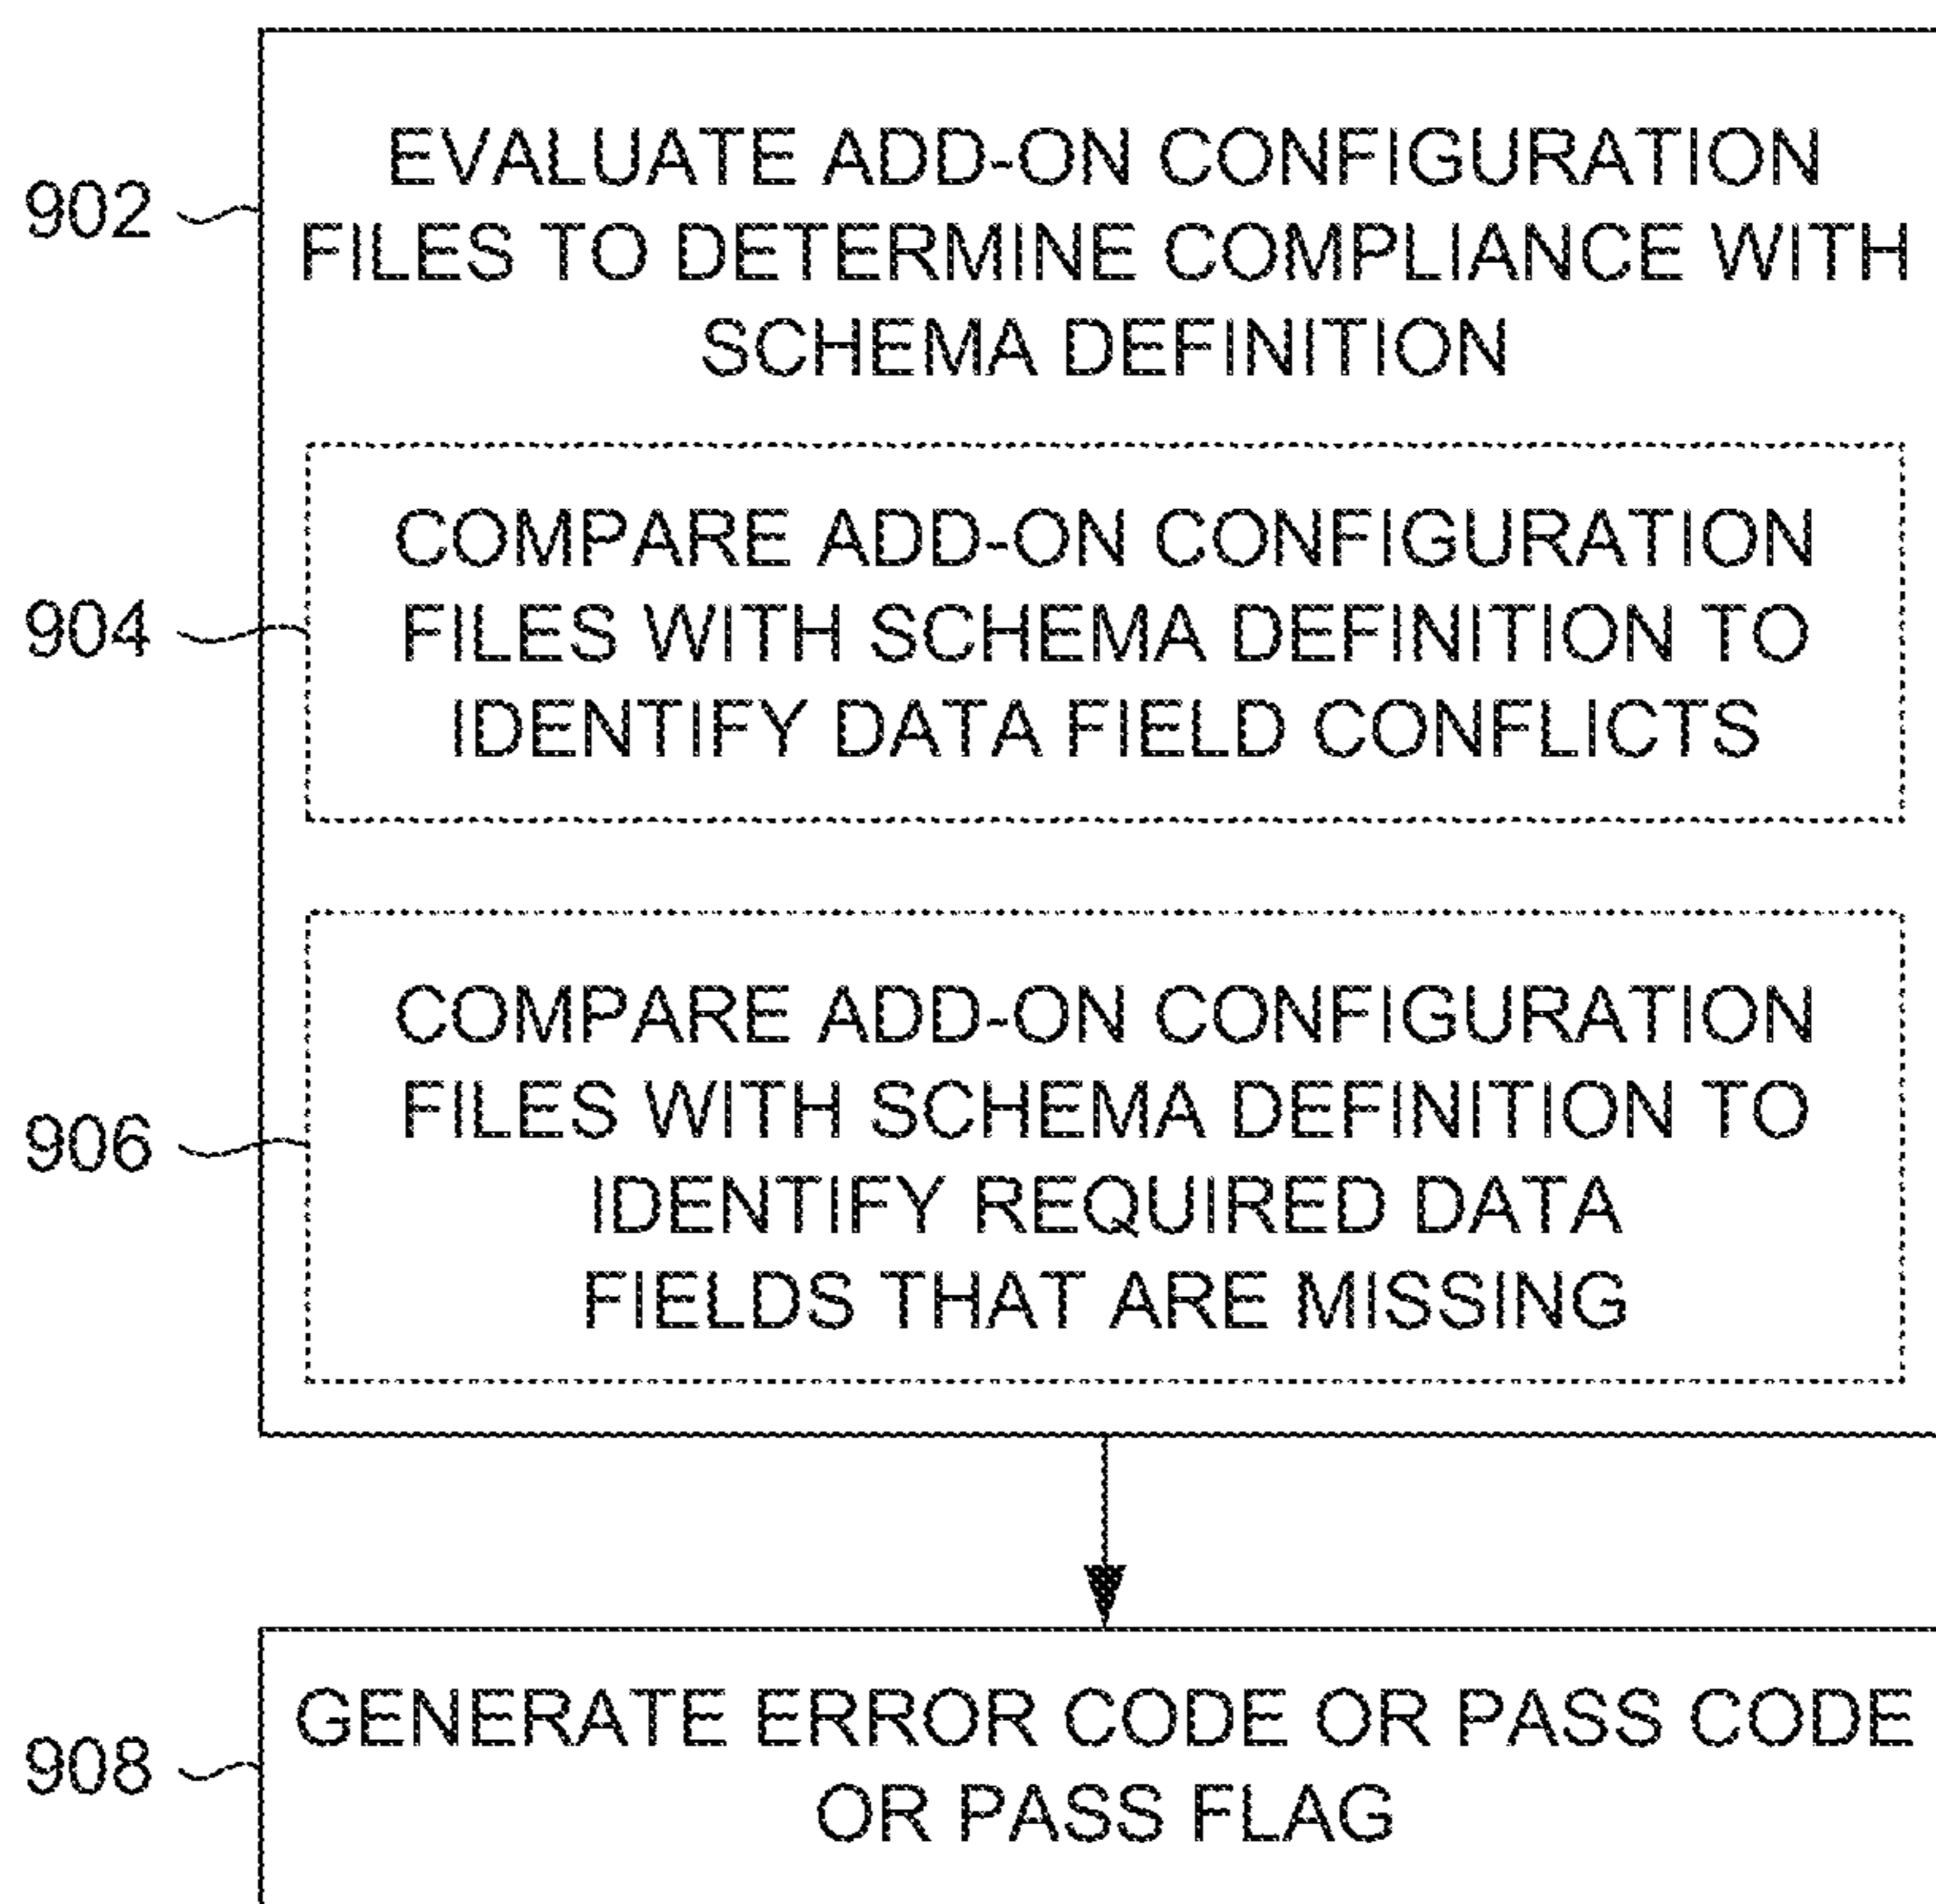 902
EVALUATE ADD-ON CONFIGURATION
FILES TO DETERMINE COMPLIANCE WITH
SCHEMA DEFINITION
904
COMPARE ADD-ON CONFIGURATION
FILES WITH SCHEMA DEFINITION TO
IDENTIFY DATA FIELD CONFLICTS
906
COMPARE ADD-ON CONFIGURATION
FILES WITH SCHEMA DEFINITION TO
IDENTIFY REQUIRED DATA
FIELDS THAT ARE MISSING
908
GENERATE ERROR CODE OR PASS CODE
OR PASS FLAG